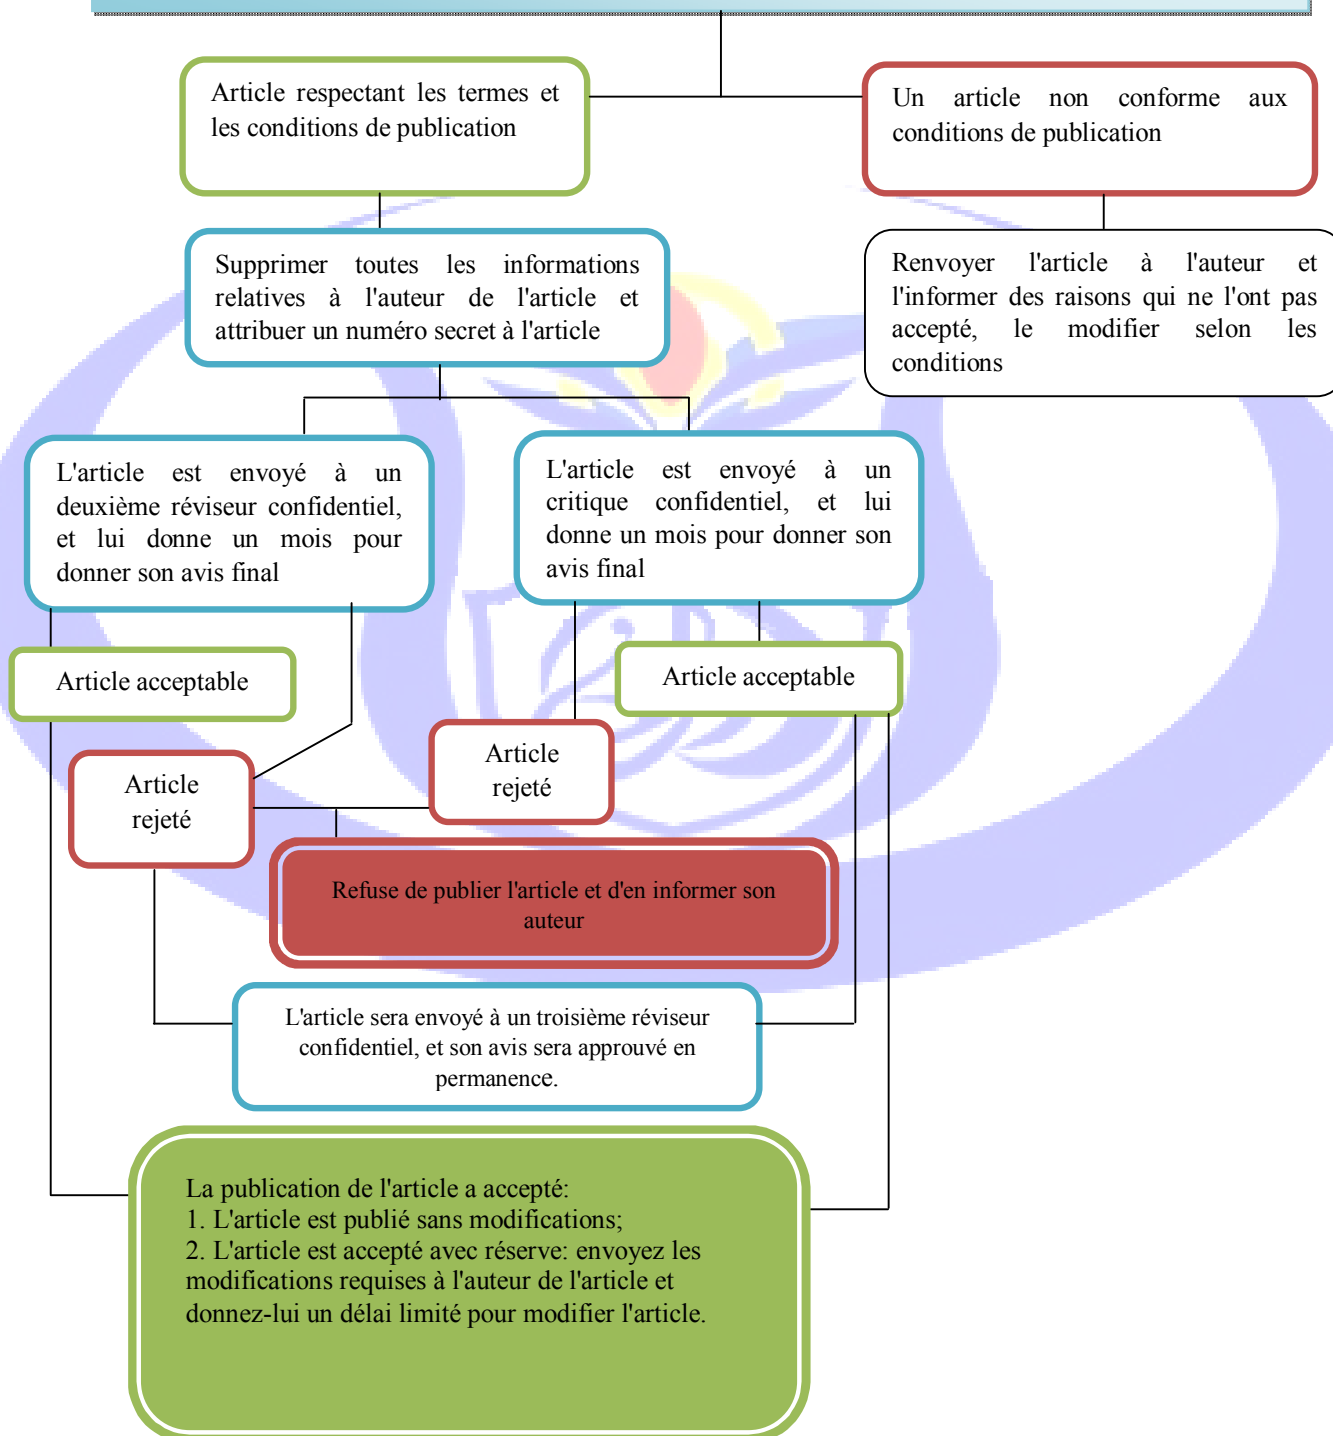 Article respectant les termes et
les conditions de publication
Un article non conforme aux
conditions de publication
Supprimer toutes les informations
relatives à l'auteur de l'article et
attribuer un numéro secret à l'article
Renvoyer l'article à l'auteur et
l'informer des raisons qui ne l'ont pas
accepté, le modifier selon les
conditions
L'article est envoyé à un
deuxième réviseur confidentiel,
et lui donne un mois pour
donner son avis final
L'article est envoyé à un
critique confidentiel, et lui
donne un mois pour donner son
avis final
Article acceptable
Article acceptable
Article
rejeté
Article
rejeté
Refuse de publier l'article et d'en informer son
auteur
L'article sera envoyé à un troisième réviseur
confidentiel, et son avis sera approuvé en
permanence.
La publication de l'article a accepté:
1. L'article est publié sans modifications;
2. L'article est accepté avec réserve: envoyez les
modifications requises à l'auteur de l'article et
donnez-lui un délai limité pour modifier l'article.